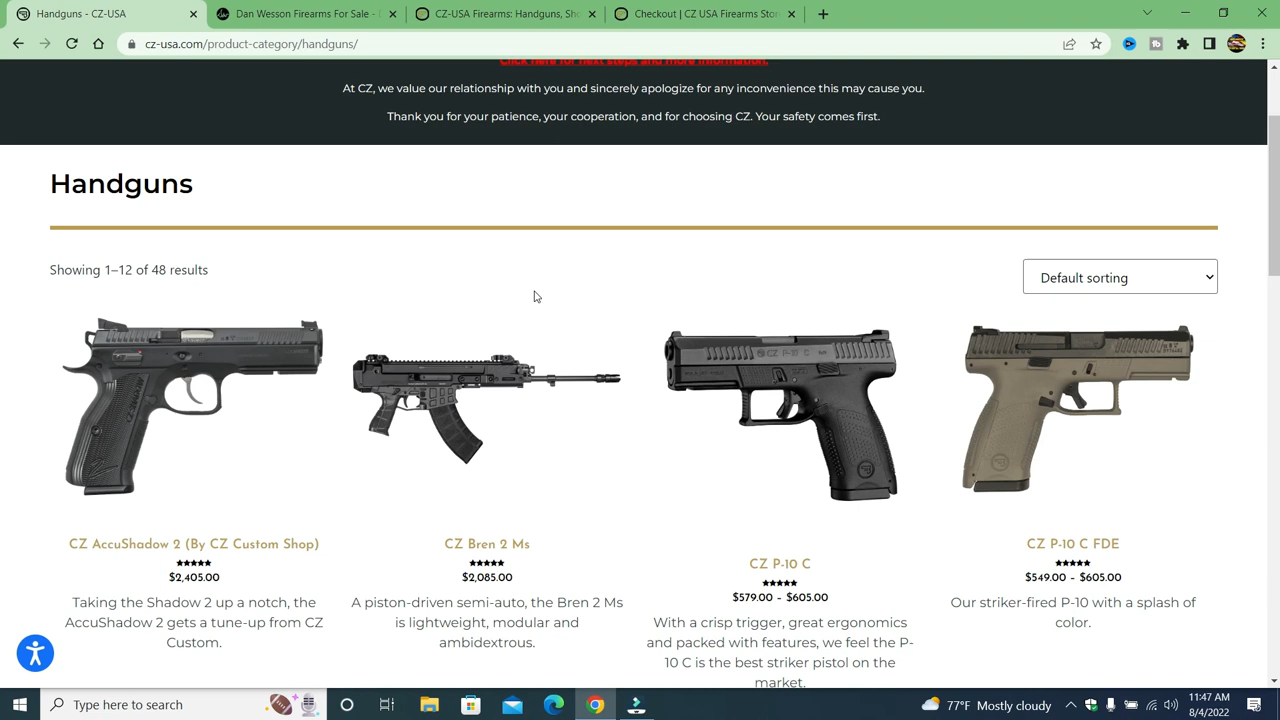 Handguns - CZ-USA
Dan Wesson Firearms For Sale -
CZ-USA Firearms: Handguns, Sh
Checkout | CZ USA Firearms Stor
cz-usa.com/product-category/handguns/
Click here for next steps and more information.
At CZ, we value our relationship with you and sincerely apologize for any inconvenience this may cause you.
Thank you for your patience, your cooperation, and for choosing CZ. Your safety comes first.
Handguns
Showing 1–12 of 48 results
Default sorting
CZ AccuShadow 2 (By CZ Custom Shop)
$2,405.00
Taking the Shadow 2 up a notch, the
AccuShadow 2 gets a tune-up from CZ
Custom.
CZ Bren 2 Ms
$2,085.00
A piston-driven semi-auto, the Bren 2 Ms
is lightweight, modular and
ambidextrous.
CZ P-10 C
$579.00 - $605.00
With a crisp trigger, great ergonomics
and packed with features, we feel the P-
10 C is the best striker pistol on the
market.
CZ P-10 C FDE
$549.00 - $605.00
Our striker-fired P-10 with a splash of
color.
Type here to search
77°F Mostly cloudy
11:47 AM
8/4/2022